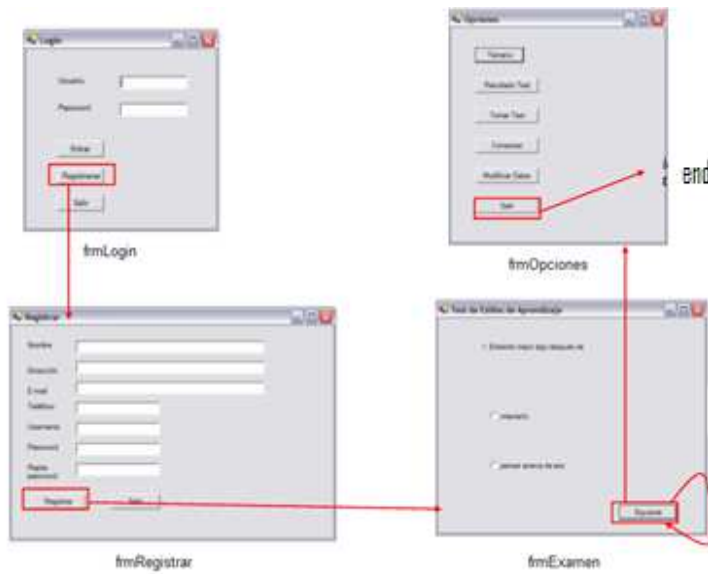 Login
Usuario
Password
Entrar
Registrarse
Salir
frmLogin
Opciones
Temario
Resultado Test
Tomar Test
Modificar Datos
Salir
end
frmOpciones
Registrar
Nombre
Dirección
E-mail
Teléfono
Username
Password
Repita
password
Registrar
Salir
frmRegistrar
Test de Estilos de Aprendizaje
Entiendo mejor algo después de
intentarlo
pensar acerca de eso
Siguiente
frmExamen